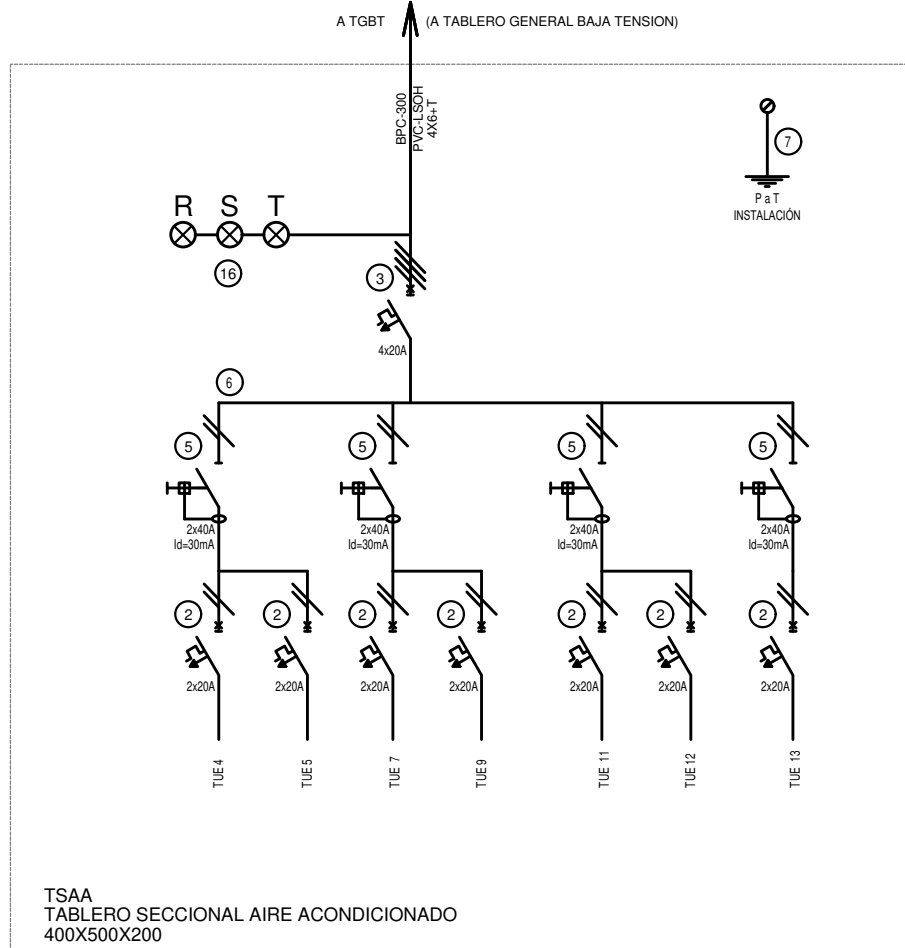 A TGBT (A TABLERO GENERAL BAJA TENSION)
BPC-300
PVC-LSOH
4X6+T
7
P a T
INSTALACIÓN
R S T
16
3
4x20A
6
5 5 5 5
2x40A 2x40A 2x40A 2x40A
Id=30mA Id=30mA Id=30mA Id=30mA
2 2 2 2 2 2 2
2x20A 2x20A 2x20A 2x20A 2x20A 2x20A 2x20A
TUE 4
TUE 5
TUE 7
TUE 9
TUE 11
TUE 12
TUE 13
TSAA
TABLERO SECCIONAL AIRE ACONDICIONADO
400X500X200